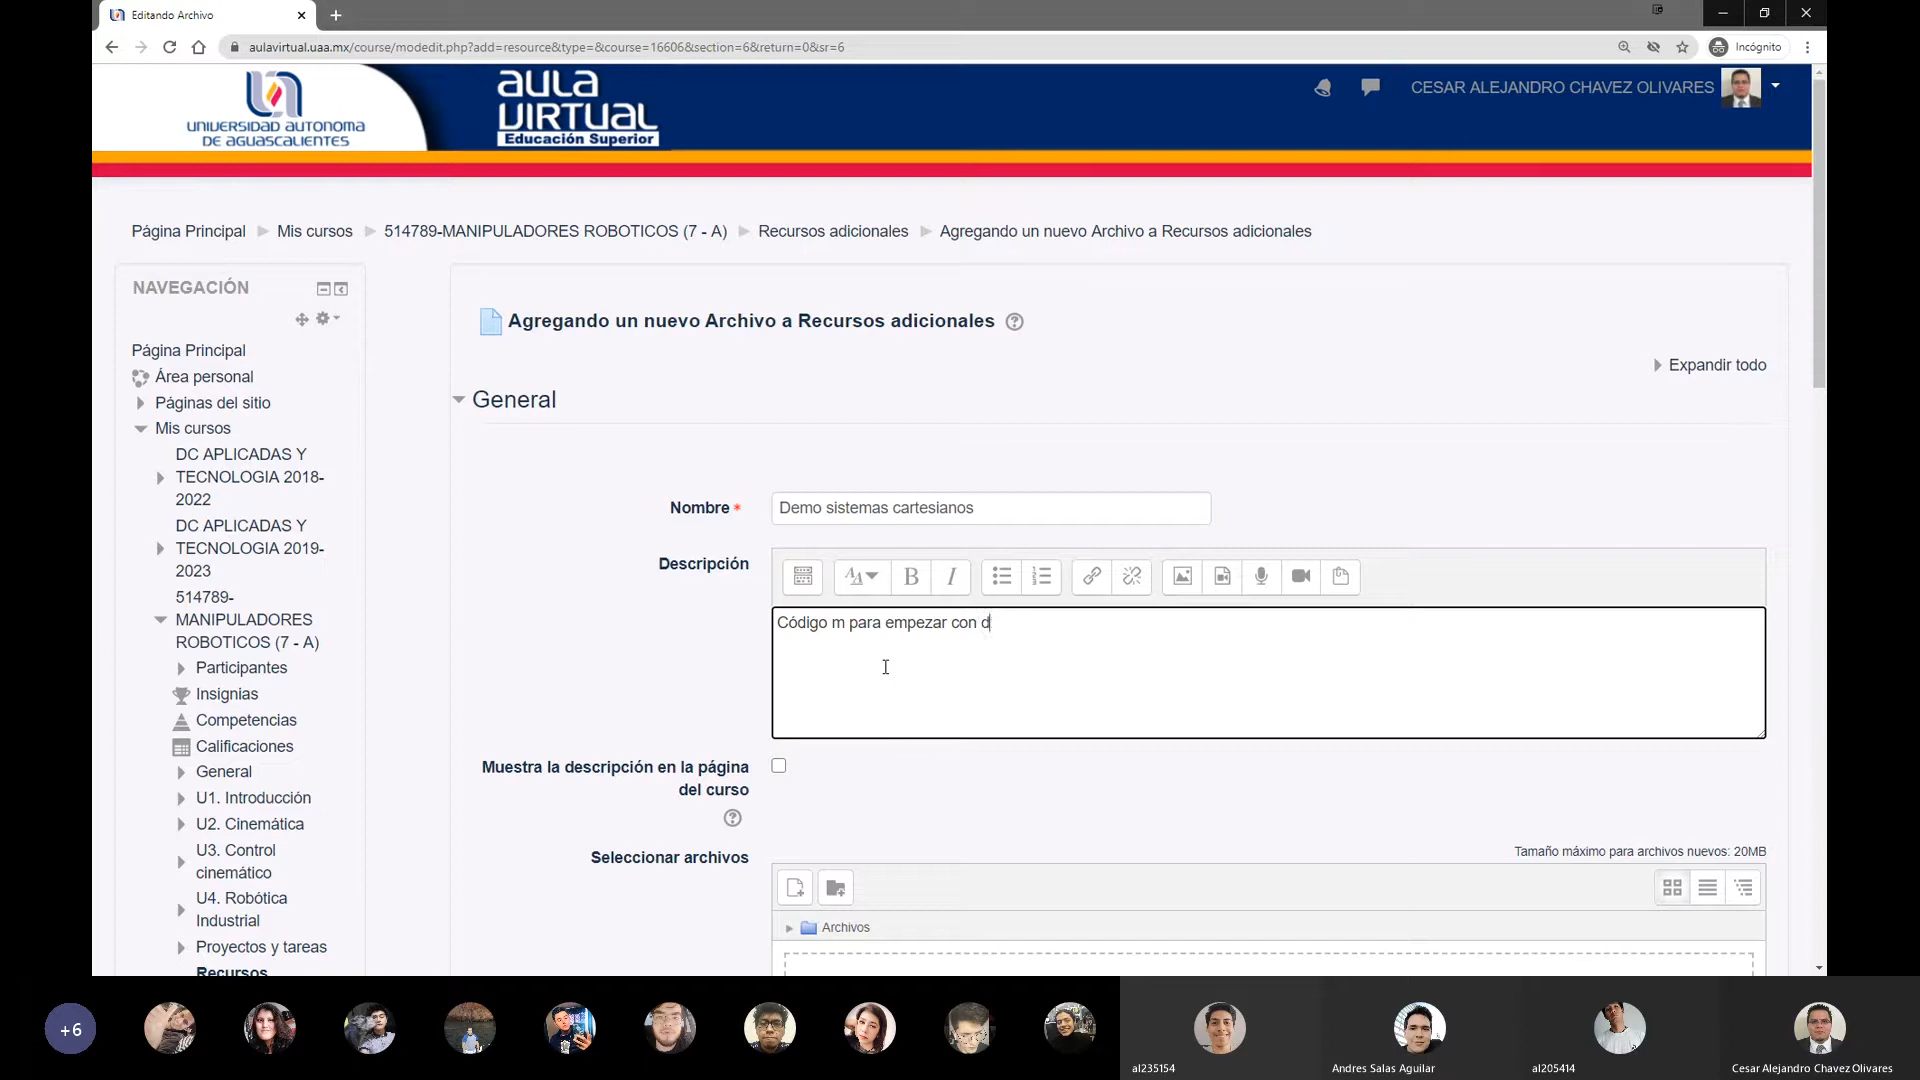 Editando Archivo
aulavirtual.uaa.mx/course/modedit.php?add=resource&type=&course=16606&section=6&return=0&sr=6
Incógnito
UNIVERSIDAD AUTONOMA
DE AGUASCALIENTES
AULA
VIRTUAL
Educación Superior
CESAR ALEJANDRO CHAVEZ OLIVARES
Página Principal Mis cursos 514789-MANIPULADORES ROBOTICOS (7 - A) Recursos adicionales Agregando un nuevo Archivo a Recursos adicionales
NAVEGACIÓN
Página Principal
Área personal
Páginas del sitio
Mis cursos
DC APLICADAS Y
TECNOLOGIA 2018-
2022
DC APLICADAS Y
TECNOLOGIA 2019-
2023
514789-
MANIPULADORES
ROBOTICOS (7 - A)
Participantes
Insignias
Competencias
Calificaciones
General
U1. Introducción
U2. Cinemática
U3. Control
cinemático
U4. Robótica
Industrial
Proyectos y tareas
Recursos
Agregando un nuevo Archivo a Recursos adicionales
Expandir todo
General
Nombre *
Demo sistemas cartesianos
Descripción
Código m para empezar con d
Muestra la descripción en la página
del curso
Seleccionar archivos
Tamaño máximo para archivos nuevos: 20MB
Archivos
+6
al235154
Andres Salas Aguilar
al205414
Cesar Alejandro Chavez Olivares